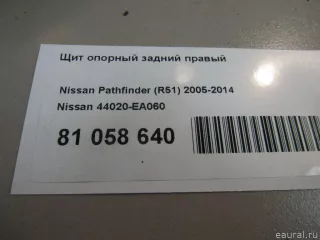 Щит опорный задний правый
Nissan Pathfinder (R51) 2005-2014
Nissan 44020-EA060
81 058 640
eaural.ru